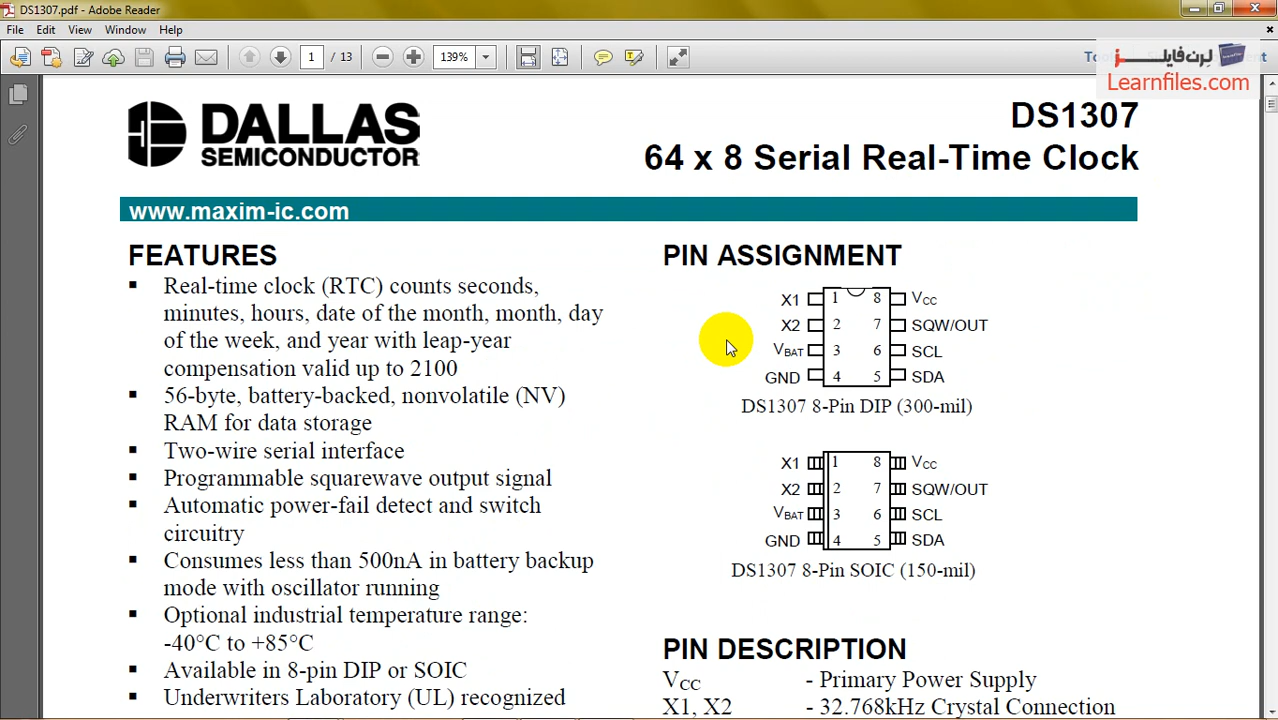 DS1307.pdf - Adobe Reader
File Edit View Window Help
1 / 13 139%
لرن فایلز
Learnfiles.com
DALLAS
SEMICONDUCTOR
DS1307
64 x 8 Serial Real-Time Clock
www.maxim-ic.com
FEATURES
▪ Real-time clock (RTC) counts seconds,
minutes, hours, date of the month, month, day
of the week, and year with leap-year
compensation valid up to 2100
▪ 56-byte, battery-backed, nonvolatile (NV)
RAM for data storage
▪ Two-wire serial interface
▪ Programmable squarewave output signal
▪ Automatic power-fail detect and switch
circuitry
▪ Consumes less than 500nA in battery backup
mode with oscillator running
▪ Optional industrial temperature range:
-40°C to +85°C
▪ Available in 8-pin DIP or SOIC
▪ Underwriters Laboratory (UL) recognized
PIN ASSIGNMENT
X1 1 8 VCC
X2 2 7 SQW/OUT
VBAT 3 6 SCL
GND 4 5 SDA
DS1307 8-Pin DIP (300-mil)
X1 1 8 VCC
X2 2 7 SQW/OUT
VBAT 3 6 SCL
GND 4 5 SDA
DS1307 8-Pin SOIC (150-mil)
PIN DESCRIPTION
VCC - Primary Power Supply
X1, X2 - 32.768kHz Crystal Connection